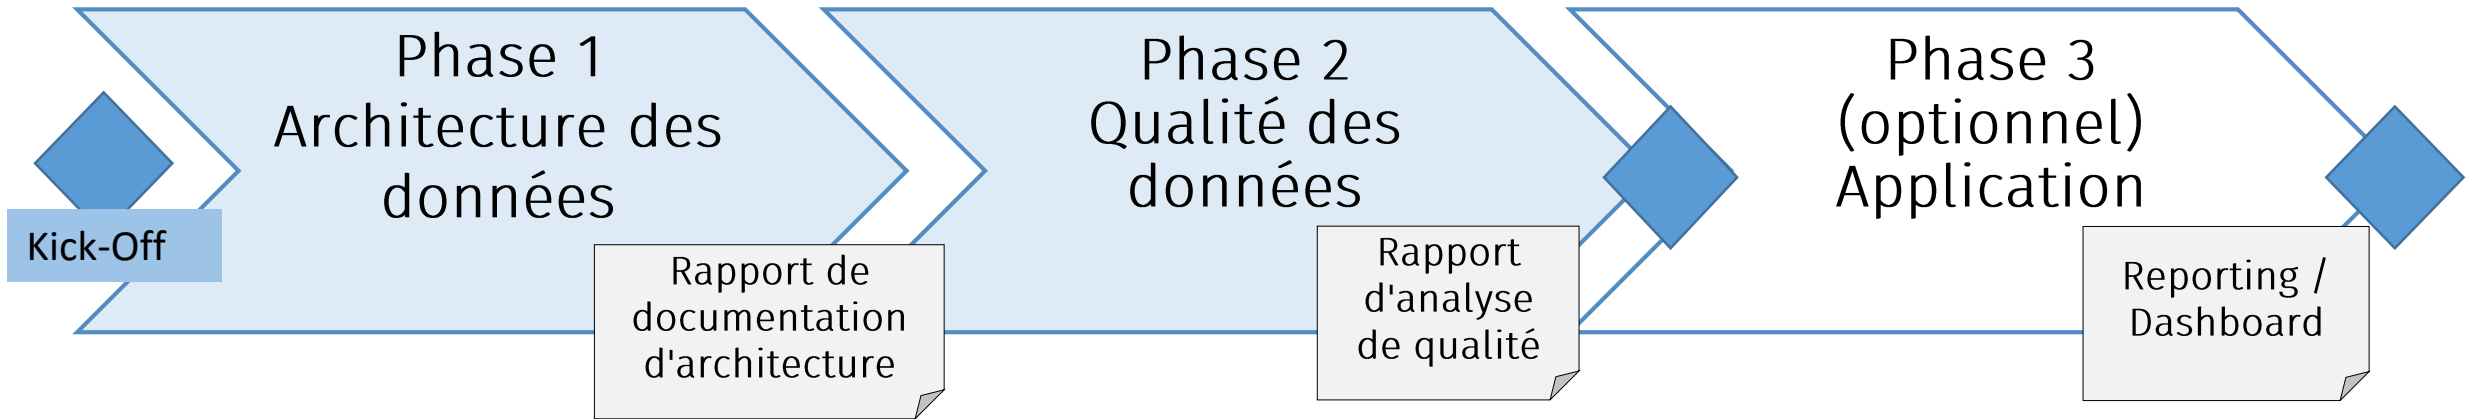 Phase 1
Architecture des
données
Phase 2
Qualité des
données
Phase 3
(optionnel)
Application
Kick-Off
Rapport de
documentation
d'architecture
Rapport
d'analyse
de qualité
Reporting /
Dashboard